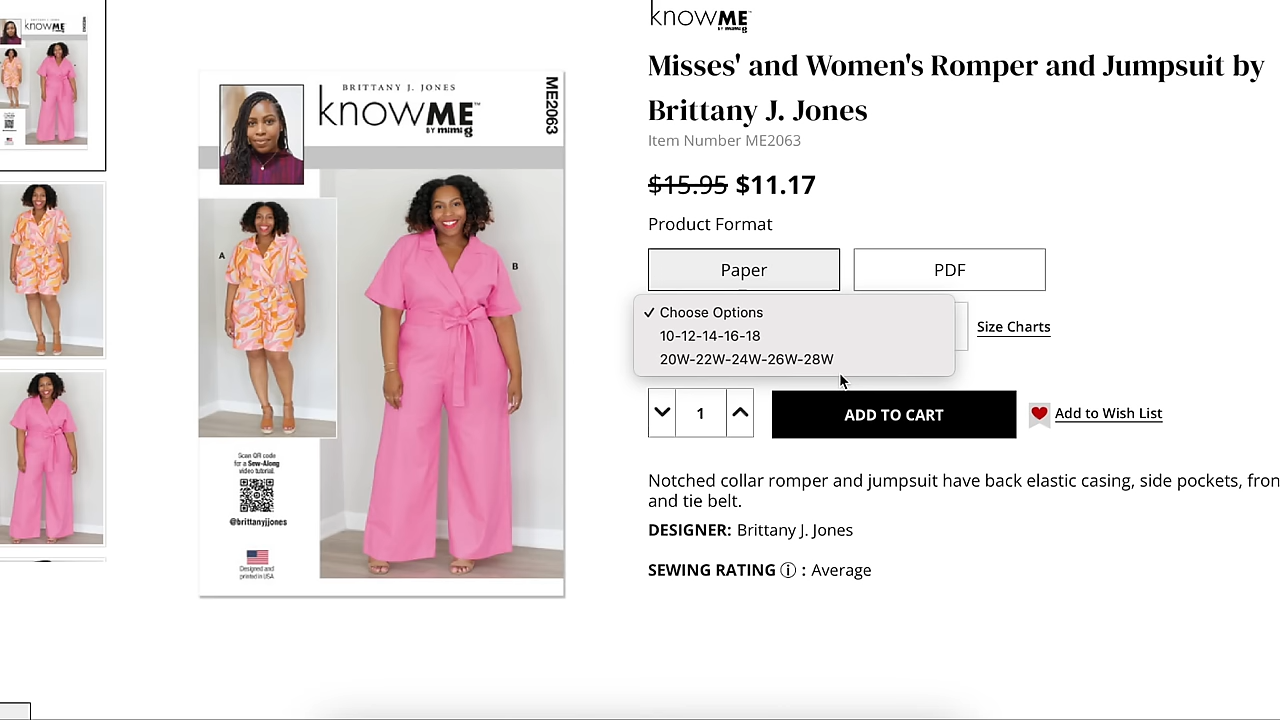 knowME
BY mimi g
Misses' and Women's Romper and Jumpsuit by
Brittany J. Jones
Item Number ME2063
$15.95 $11.17
Product Format
Paper
PDF
✓ Choose Options
10-12-14-16-18
20W-22W-24W-26W-28W
Size Charts
1
ADD TO CART
Add to Wish List
Notched collar romper and jumpsuit have back elastic casing, side pockets, fron
and tie belt.
DESIGNER: Brittany J. Jones
SEWING RATING ⓘ : Average
BRITTANY J. JONES
knowME™
BY mimi g
ME2063
A
B
Scan QR code
for a Sew-Along
video tutorial.
@brittanyjjones
Designed and
printed in USA
knowME